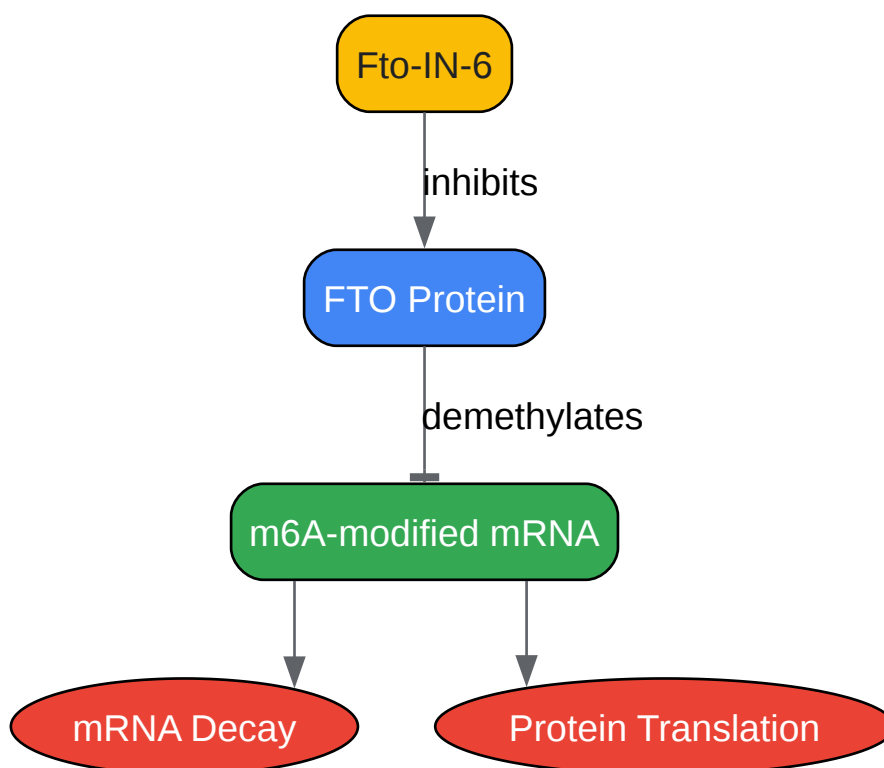 Fto-IN-6
inhibits
FTO Protein
demethylates
m6A-modified mRNA
mRNA Decay
Protein Translation